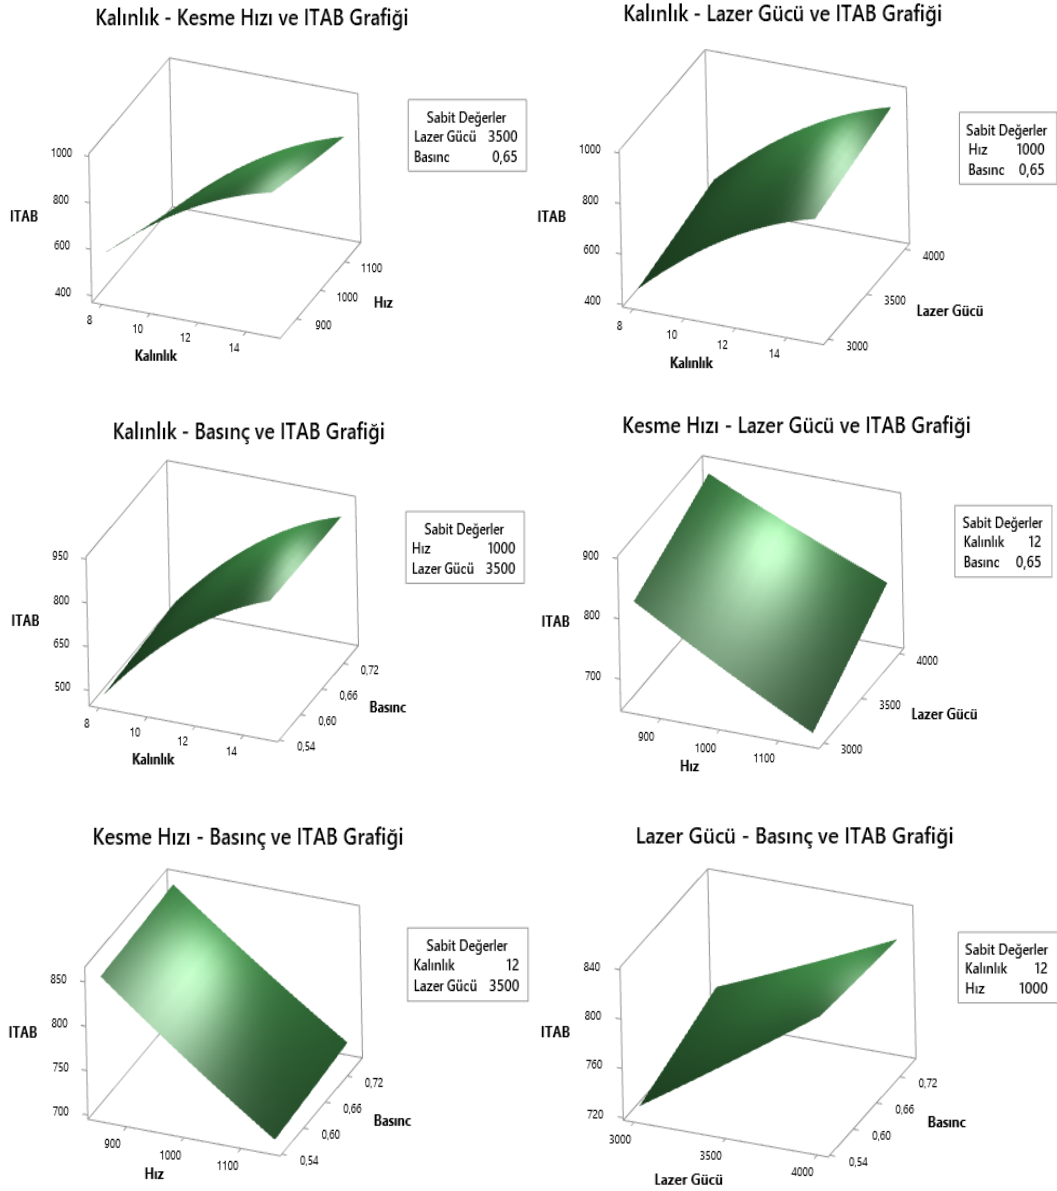 Kalınlık - Kesme Hızı ve ITAB Grafiği
Sabit Değerler
Lazer Gücü 3500
Basınc 0,65
1000
800
600
400
ITAB
8
10
12
14
Kalınlık
900
1000
1100
Hız
Kalınlık - Lazer Gücü ve ITAB Grafiği
Sabit Değerler
Hız 1000
Basınc 0,65
1000
800
600
400
ITAB
8
10
12
14
Kalınlık
3000
3500
4000
Lazer Gücü
Kalınlık - Basınç ve ITAB Grafiği
Sabit Değerler
Hız 1000
Lazer Gücü 3500
950
800
650
500
ITAB
8
10
12
14
Kalınlık
0,54
0,60
0,66
0,72
Basınc
Kesme Hızı - Lazer Gücü ve ITAB Grafiği
Sabit Değerler
Kalınlık 12
Basınc 0,65
900
800
700
ITAB
900
1000
1100
Hız
3000
3500
4000
Lazer Gücü
Kesme Hızı - Basınç ve ITAB Grafiği
Sabit Değerler
Kalınlık 12
Lazer Gücü 3500
850
800
750
700
ITAB
900
1000
1100
Hız
0,54
0,60
0,66
0,72
Basınc
Lazer Gücü - Basınç ve ITAB Grafiği
Sabit Değerler
Kalınlık 12
Hız 1000
840
800
760
720
ITAB
3000
3500
4000
Lazer Gücü
0,54
0,60
0,66
0,72
Basınc